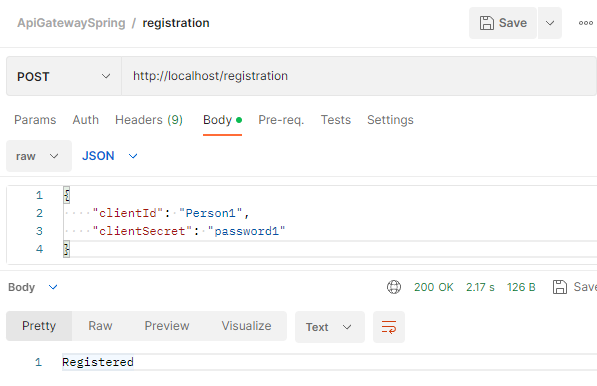 ApiGatewaySpring / registration Save
POST http://localhost/registration
Params Auth Headers (9) Body Pre-req. Tests Settings
raw JSON
1 {
2 "clientId": "Person1",
3 "clientSecret": "password1"
4 }
Body 200 OK 2.17 s 126 B Save
Pretty Raw Preview Visualize Text
1 Registered